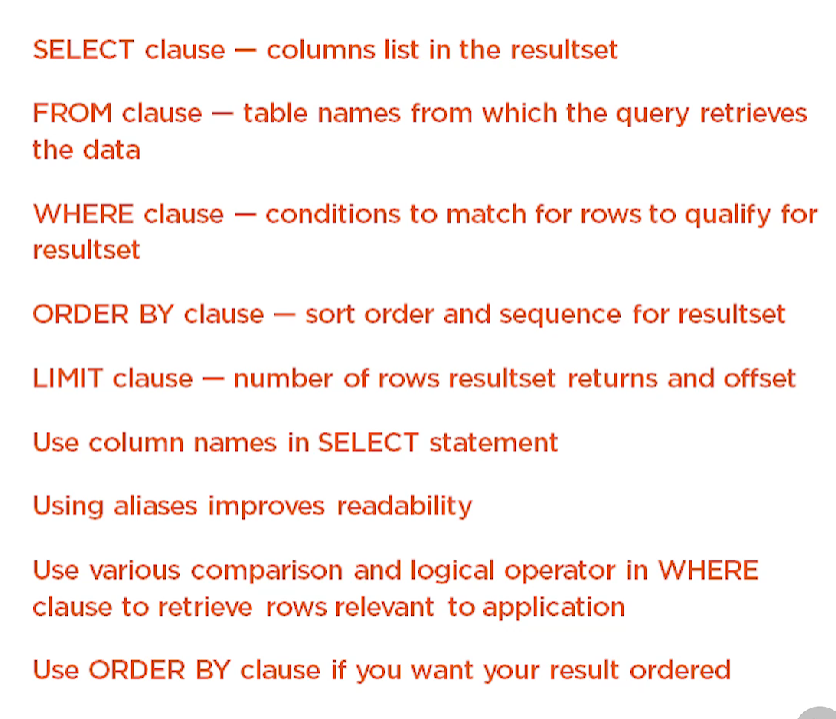 SELECT clause — columns list in the resultset
FROM clause — table names from which the query retrieves
the data
WHERE clause — conditions to match for rows to qualify for
resultset
ORDER BY clause — sort order and sequence for resultset
LIMIT clause — number of rows resultset returns and offset
Use column names in SELECT statement
Using aliases improves readability
Use various comparison and logical operator in WHERE
clause to retrieve rows relevant to application
Use ORDER BY clause if you want your result ordered